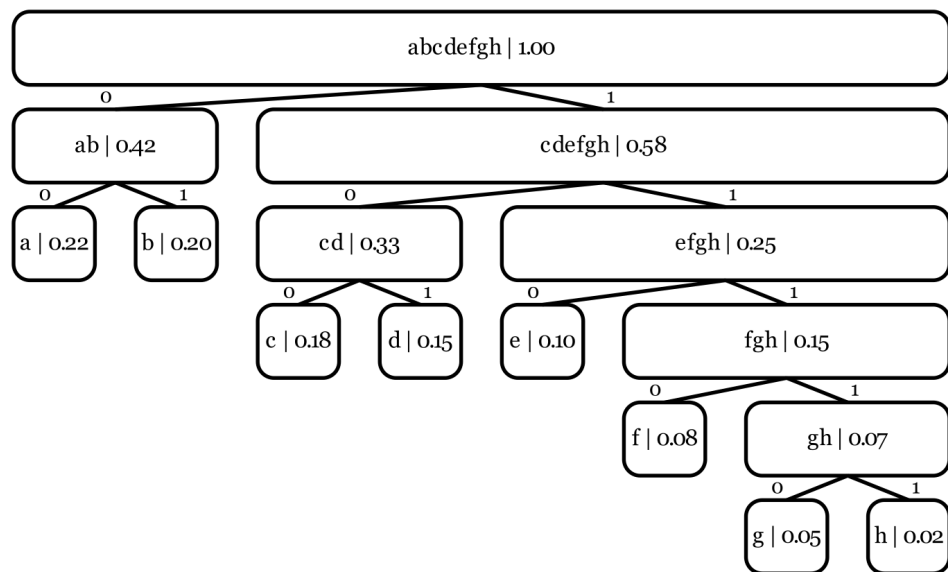 abcdefgh | 1.00
0 1
ab | 0.42 cdefgh | 0.58
0 1 0 1
a | 0.22 b | 0.20 cd | 0.33 efgh | 0.25
0 1 0 1
c | 0.18 d | 0.15 e | 0.10 fgh | 0.15
0 1
f | 0.08 gh | 0.07
0 1
g | 0.05 h | 0.02